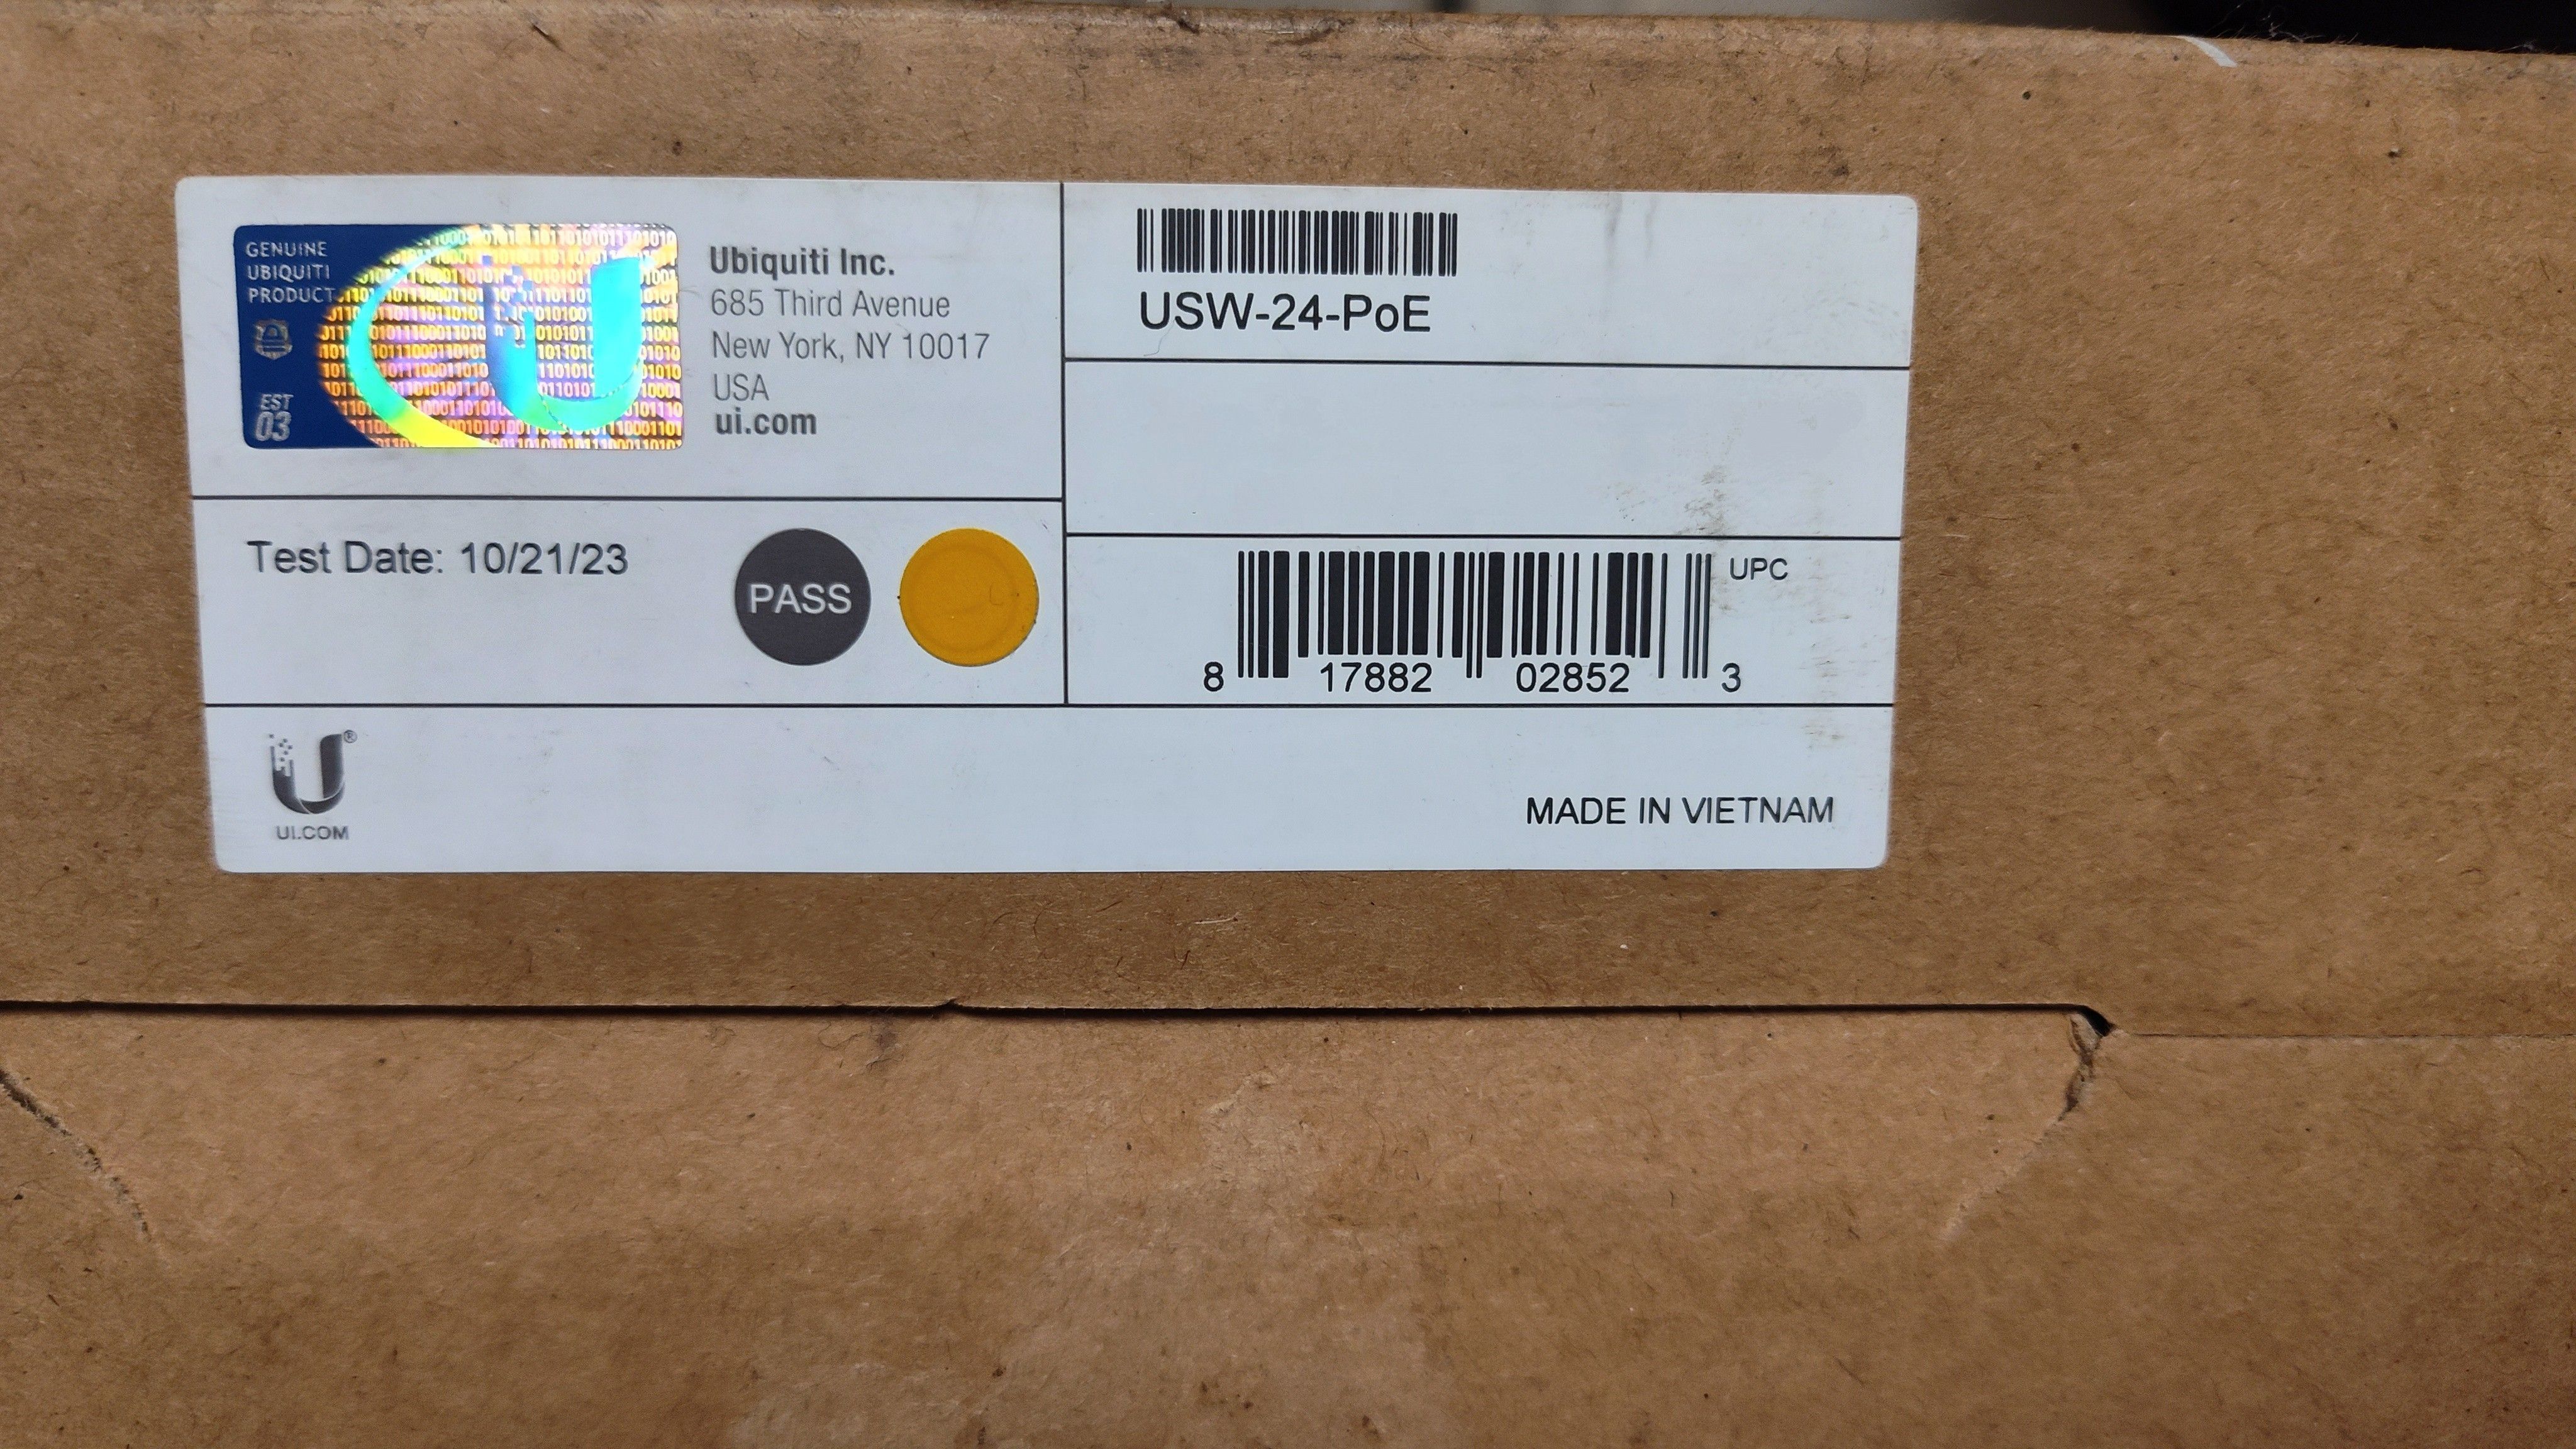 GENUINE
UBIQUITI
PRODUCT
EST
03
Ubiquiti Inc.
685 Third Avenue
New York, NY 10017
USA
ui.com
USW-24-PoE
Test Date: 10/21/23
PASS
UPC
8 17882 02852 3
U®
UI.COM
MADE IN VIETNAM